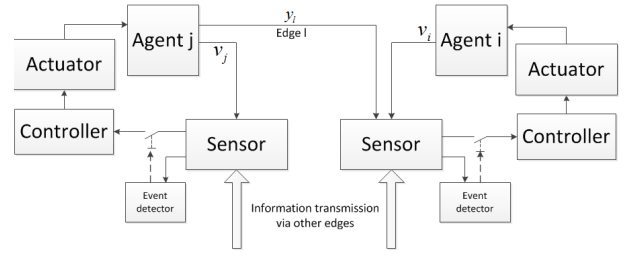 Agent j
y_l
Edge l
v_j
v_i
Agent i
Actuator
Actuator
Controller
Sensor
Sensor
Controller
Event
detector
Information transmission
via other edges
Event
detector